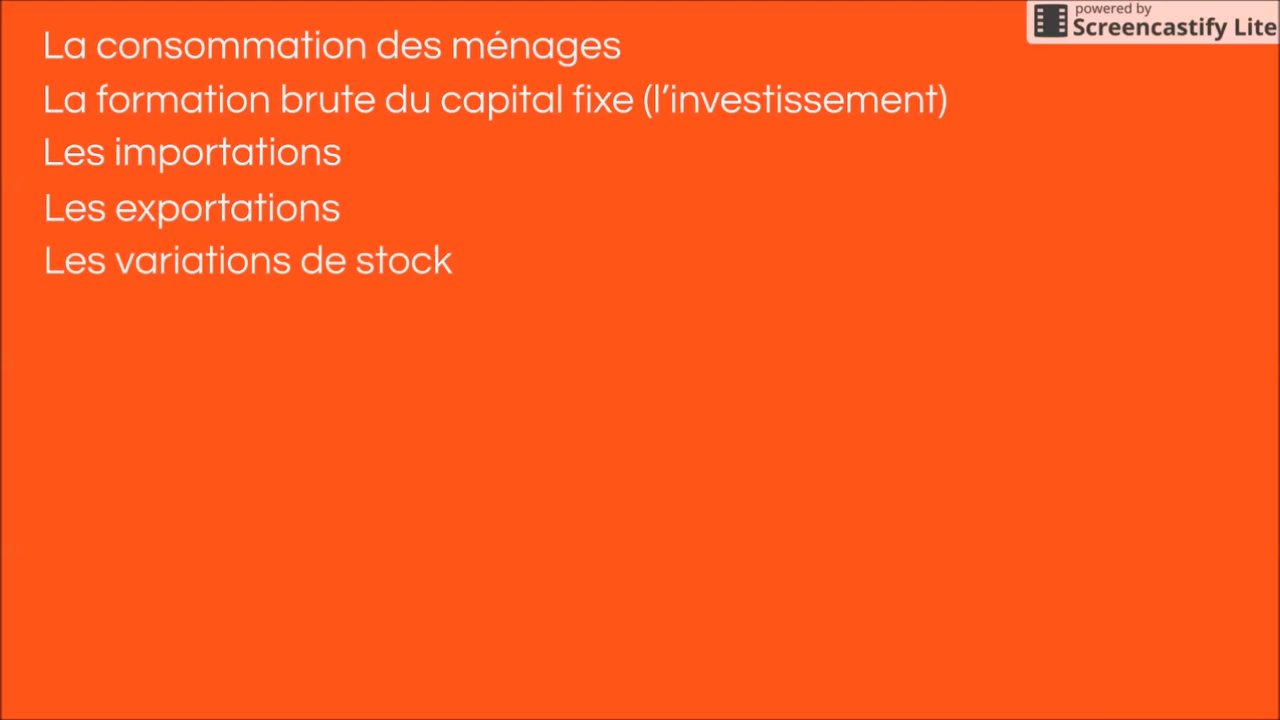 powered by
Screencastify Lite
La consommation des ménages
La formation brute du capital fixe (l’investissement)
Les importations
Les exportations
Les variations de stock